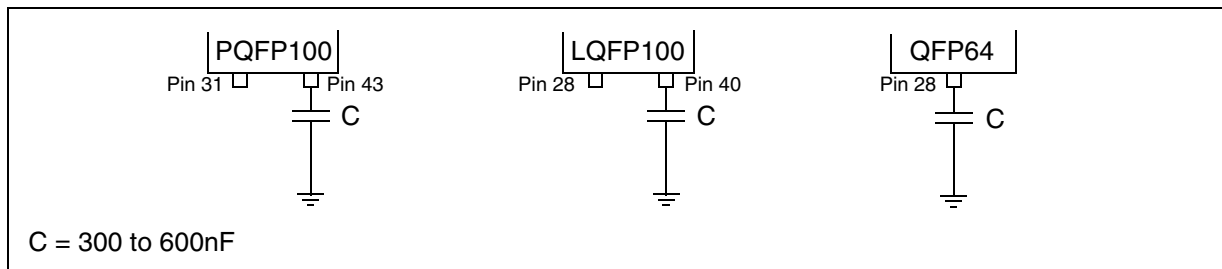 PQFP100
Pin 31
Pin 43
C
LQFP100
Pin 28
Pin 40
C
QFP64
Pin 28
C
C = 300 to 600nF